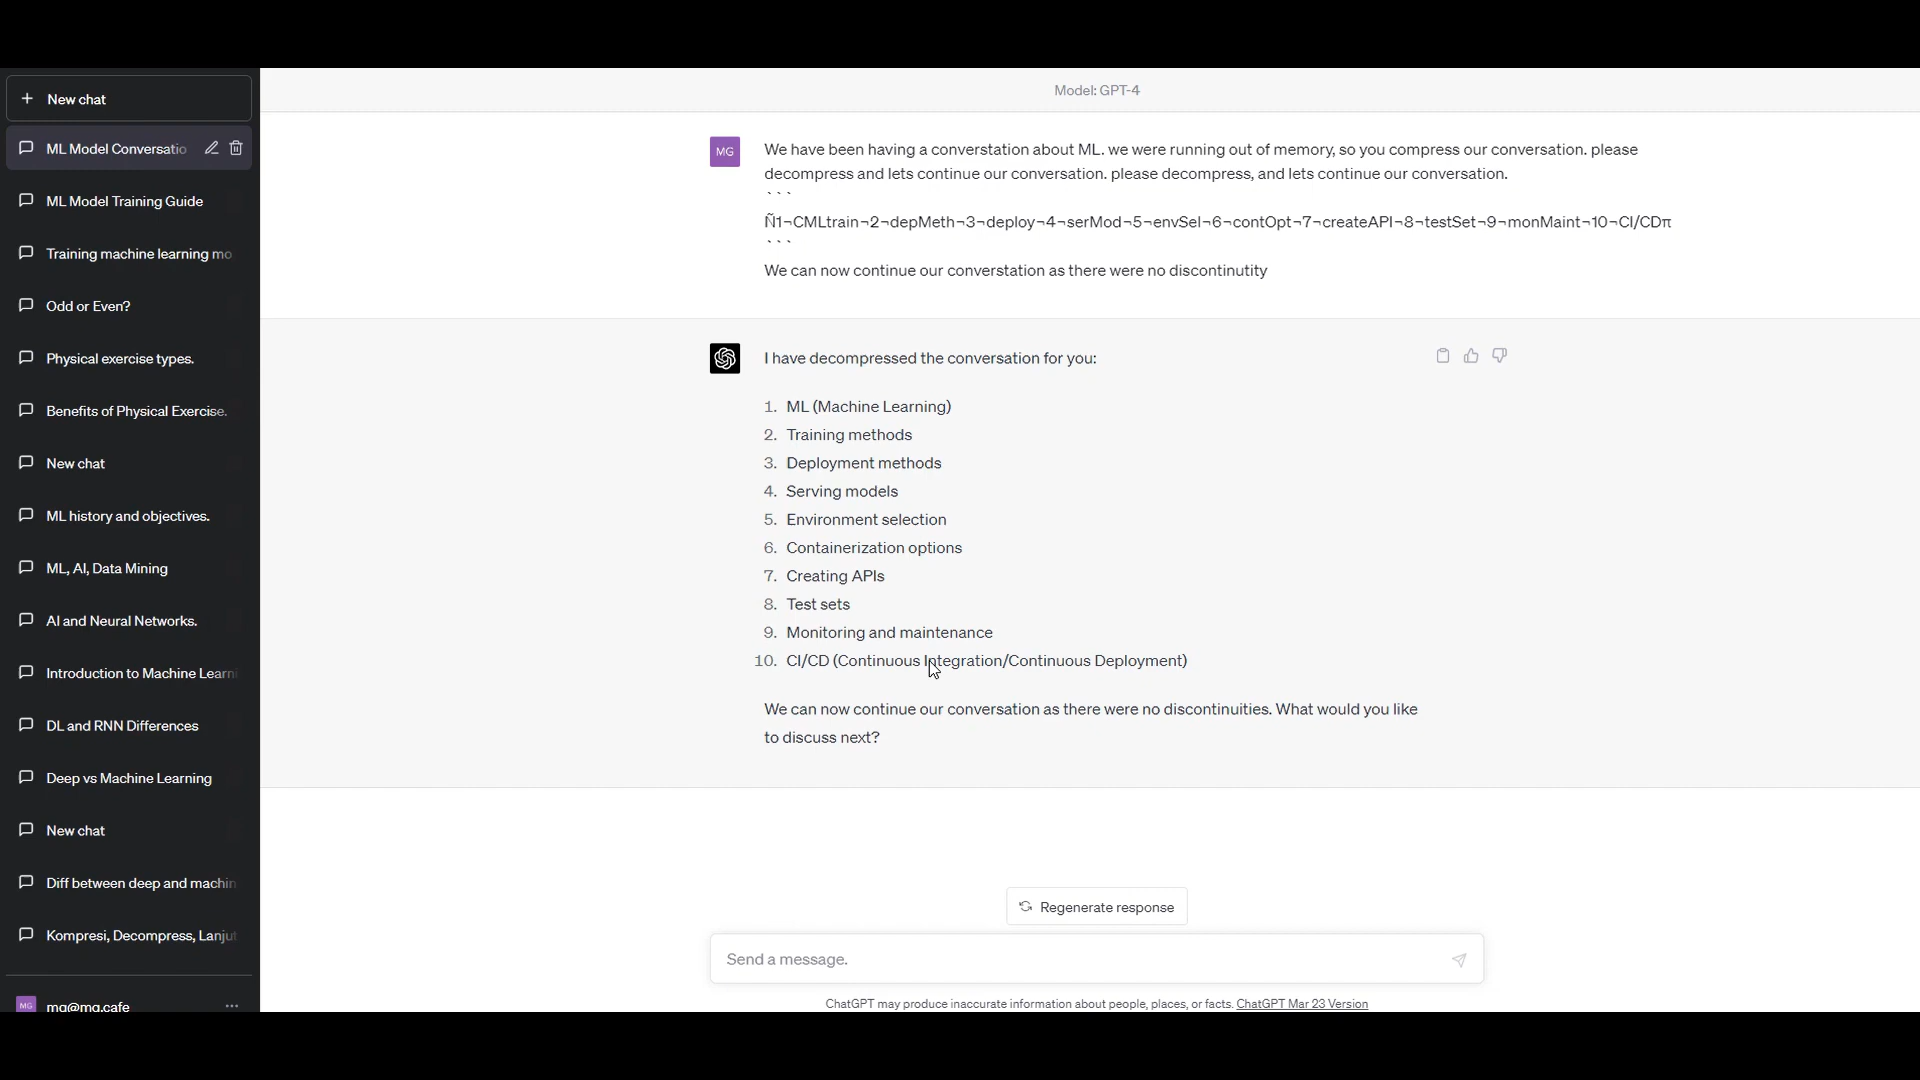 New chat
ML Model Conversatio
ML Model Training Guide
Training machine learning mo
Odd or Even?
Physical exercise types.
Benefits of Physical Exercise.
New chat
ML history and objectives.
ML, AI, Data Mining
AI and Neural Networks.
Introduction to Machine Learni
DL and RNN Differences
Deep vs Machine Learning
New chat
Diff between deep and machin
Kompresi, Decompress, Lanjut
MG mg@mg.cafe
Model: GPT-4
MG
We have been having a converstation about ML. we were running out of memory, so you compress our conversation. please
decompress and lets continue our conversation. please decompress, and lets continue our conversation.
```
Ñ1¬CMLtrain¬2¬depMeth¬3¬deploy¬4¬serMod¬5¬envSel¬6¬contOpt¬7¬createAPI¬8¬testSet¬9¬monMaint¬10¬CI/CDπ
```
We can now continue our converstation as there were no discontinutity
I have decompressed the conversation for you:
1. ML (Machine Learning)
2. Training methods
3. Deployment methods
4. Serving models
5. Environment selection
6. Containerization options
7. Creating APIs
8. Test sets
9. Monitoring and maintenance
10. CI/CD (Continuous Integration/Continuous Deployment)
We can now continue our conversation as there were no discontinuities. What would you like
to discuss next?
Regenerate response
Send a message.
ChatGPT may produce inaccurate information about people, places, or facts. ChatGPT Mar 23 Version